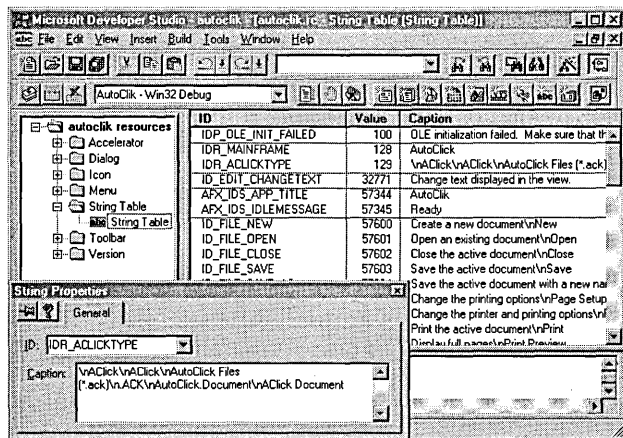 Microsoft Developer Studio - autoclik - [autoclik.rc - String Table (String Table)]
File Edit View Insert Build Tools Window Help
AutoClik - Win32 Debug
autoclik resources
Accelerator
Dialog
Icon
Menu
String Table
String Table
Toolbar
Version
ID Value Caption
IDP_OLE_INIT_FAILED 100 OLE initialization failed. Make sure that th
IDR_MAINFRAME 128 AutoClick
IDR_ACLICKTYPE 129 \nAClick\nAClick\nAutoClick Files (*.ack)
ID_EDIT_CHANGETEXT 32771 Change text displayed in the view.
AFX_IDS_APP_TITLE 57344 AutoClik
AFX_IDS_IDLEMESSAGE 57345 Ready
ID_FILE_NEW 57600 Create a new document\nNew
ID_FILE_OPEN 57601 Open an existing document\nOpen
ID_FILE_CLOSE 57602 Close the active document\nClose
ID_FILE_SAVE 57603 Save the active document\nSave
Save the active document with a new na
Change the printing options\nPage Setup
Change the printer and printing options\n
Print the active document\nPrint
Display full pages\nPrint Preview
String Properties
General
ID: IDR_ACLICKTYPE
Caption: \nAClick\nAClick\nAutoClick Files
(*.ack)\n.ACK\nAutoClick.Document\nAClick Document